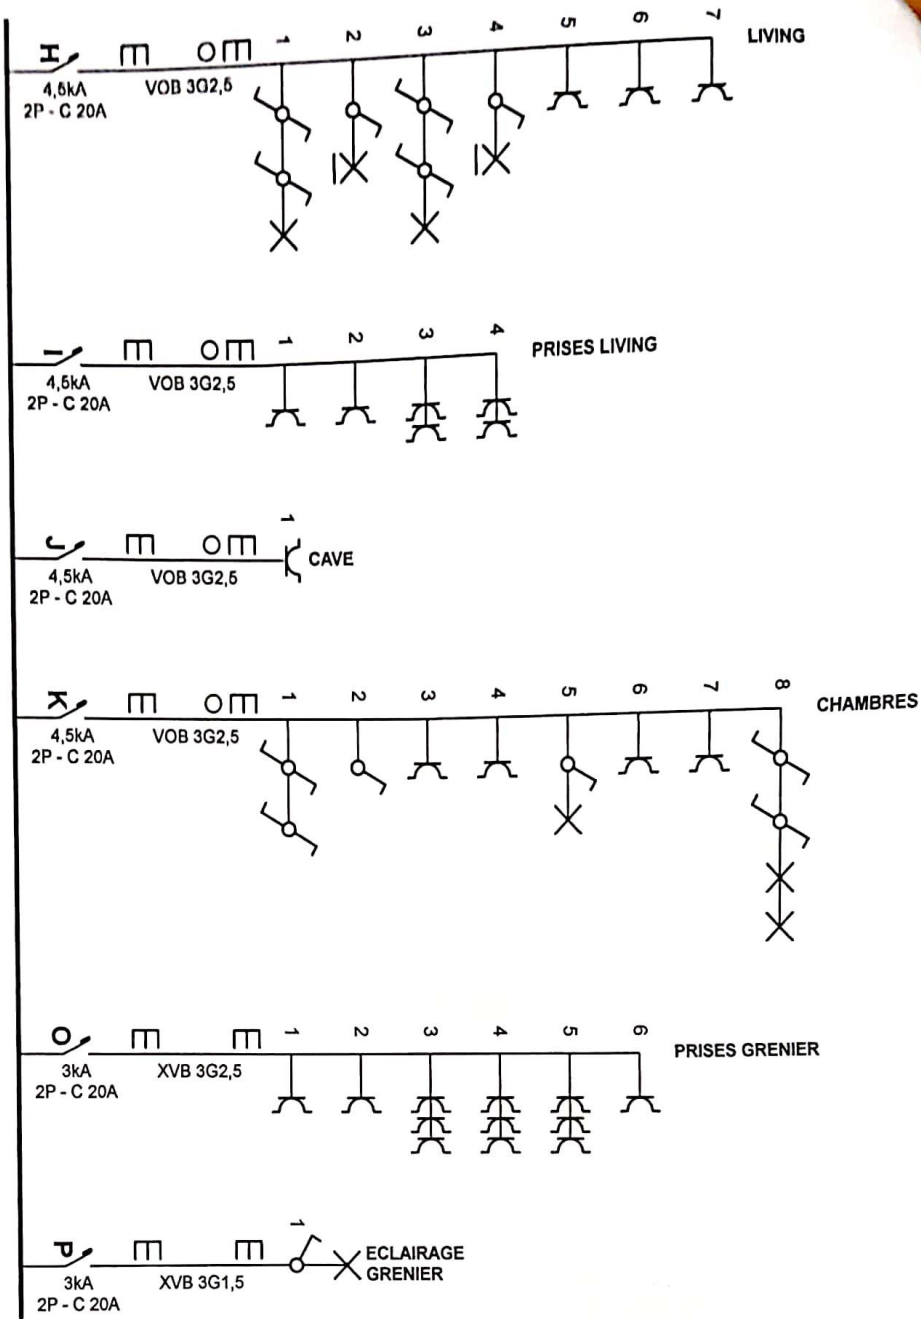 H
4,5kA
2P - C 20A
VOB 3G2,5
1 2 3 4 5 6 7
LIVING
I
4,5kA
2P - C 20A
VOB 3G2,5
1 2 3 4
PRISES LIVING
J
4,5kA
2P - C 20A
VOB 3G2,5
1
CAVE
K
4,5kA
2P - C 20A
VOB 3G2,5
1 2 3 4 5 6 7 8
CHAMBRES
O
3kA
2P - C 20A
XVB 3G2,5
1 2 3 4 5 6
PRISES GRENIER
P
3kA
2P - C 20A
XVB 3G1,5
1
ECLAIRAGE
GRENIER